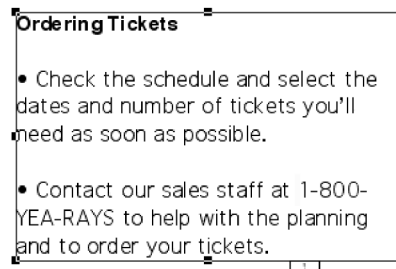 Ordering Tickets
• Check the schedule and select the
dates and number of tickets you'll
need as soon as possible.
• Contact our sales staff at 1-800-
YEA-RAYS to help with the planning
and to order your tickets.